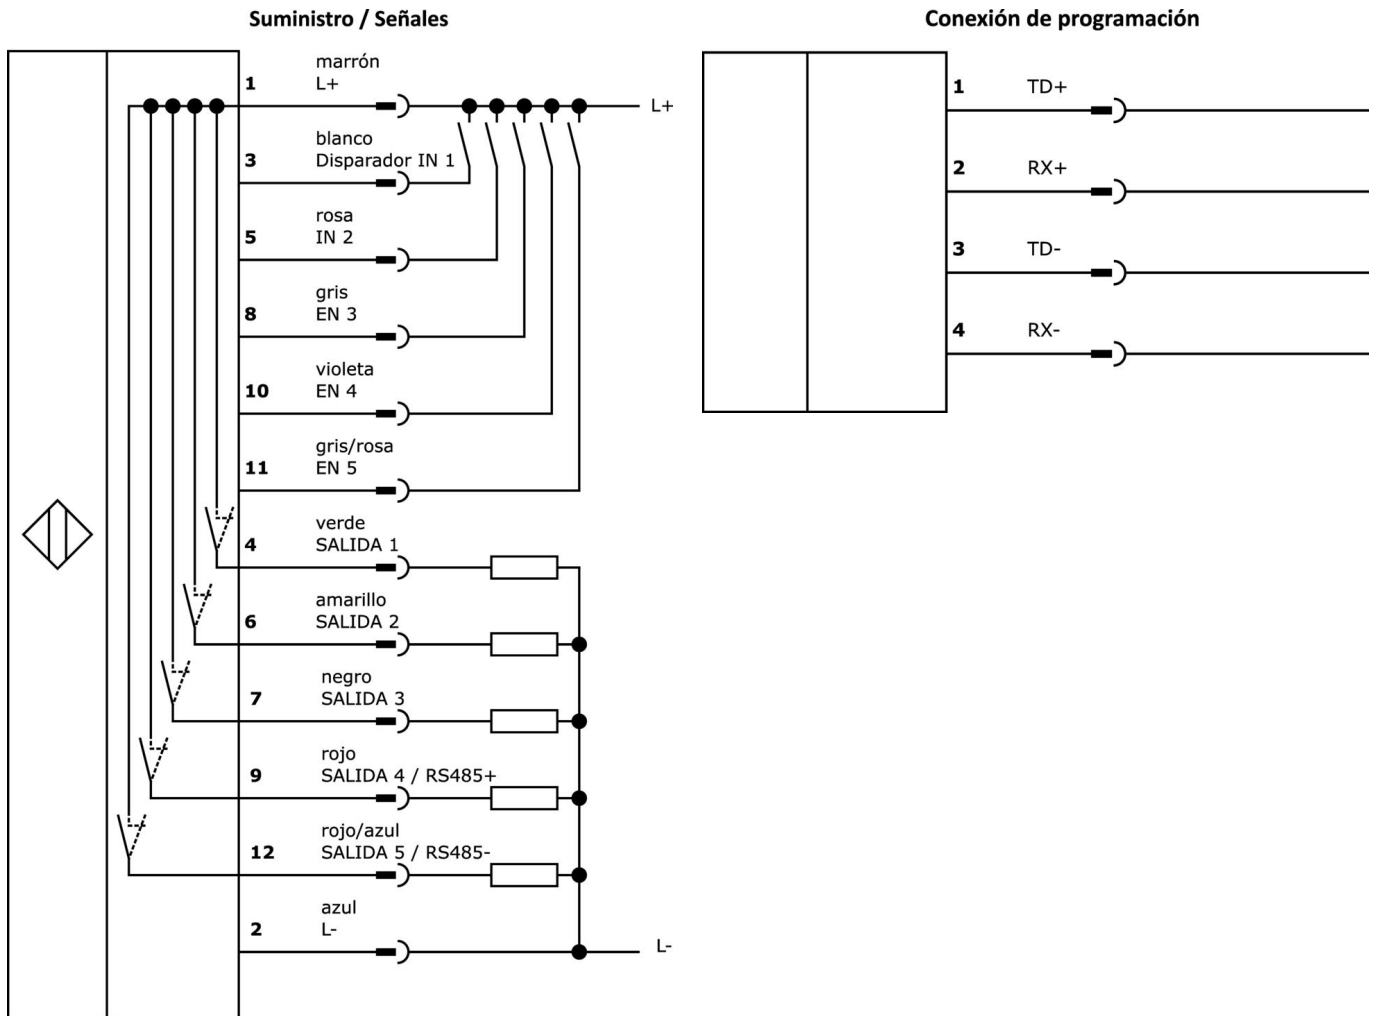 Suministro / Señales
marrón
1 L+
L+
blanco
3 Disparador IN 1
rosa
5 IN 2
gris
8 EN 3
violeta
10 EN 4
gris/rosa
11 EN 5
verde
4 SALIDA 1
amarillo
6 SALIDA 2
negro
7 SALIDA 3
rojo
9 SALIDA 4 / RS485+
rojo/azul
12 SALIDA 5 / RS485-
azul
2 L-
L-
Conexión de programación
1 TD+
2 RX+
3 TD-
4 RX-